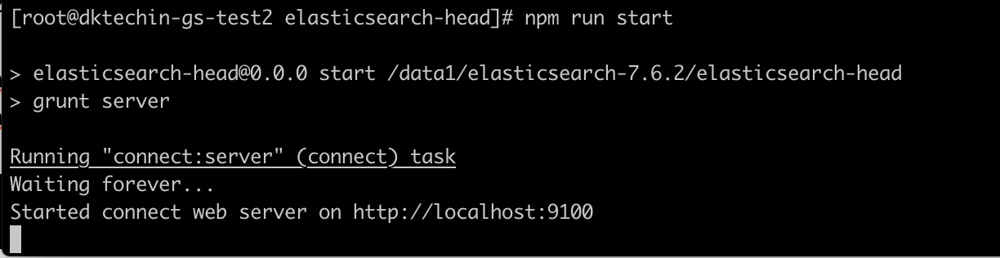 [root@dktechin-gs-test2 elasticsearch-head]# npm run start
> elasticsearch-head@0.0.0 start /data1/elasticsearch-7.6.2/elasticsearch-head
> grunt server
Running "connect:server" (connect) task
Waiting forever...
Started connect web server on http://localhost:9100